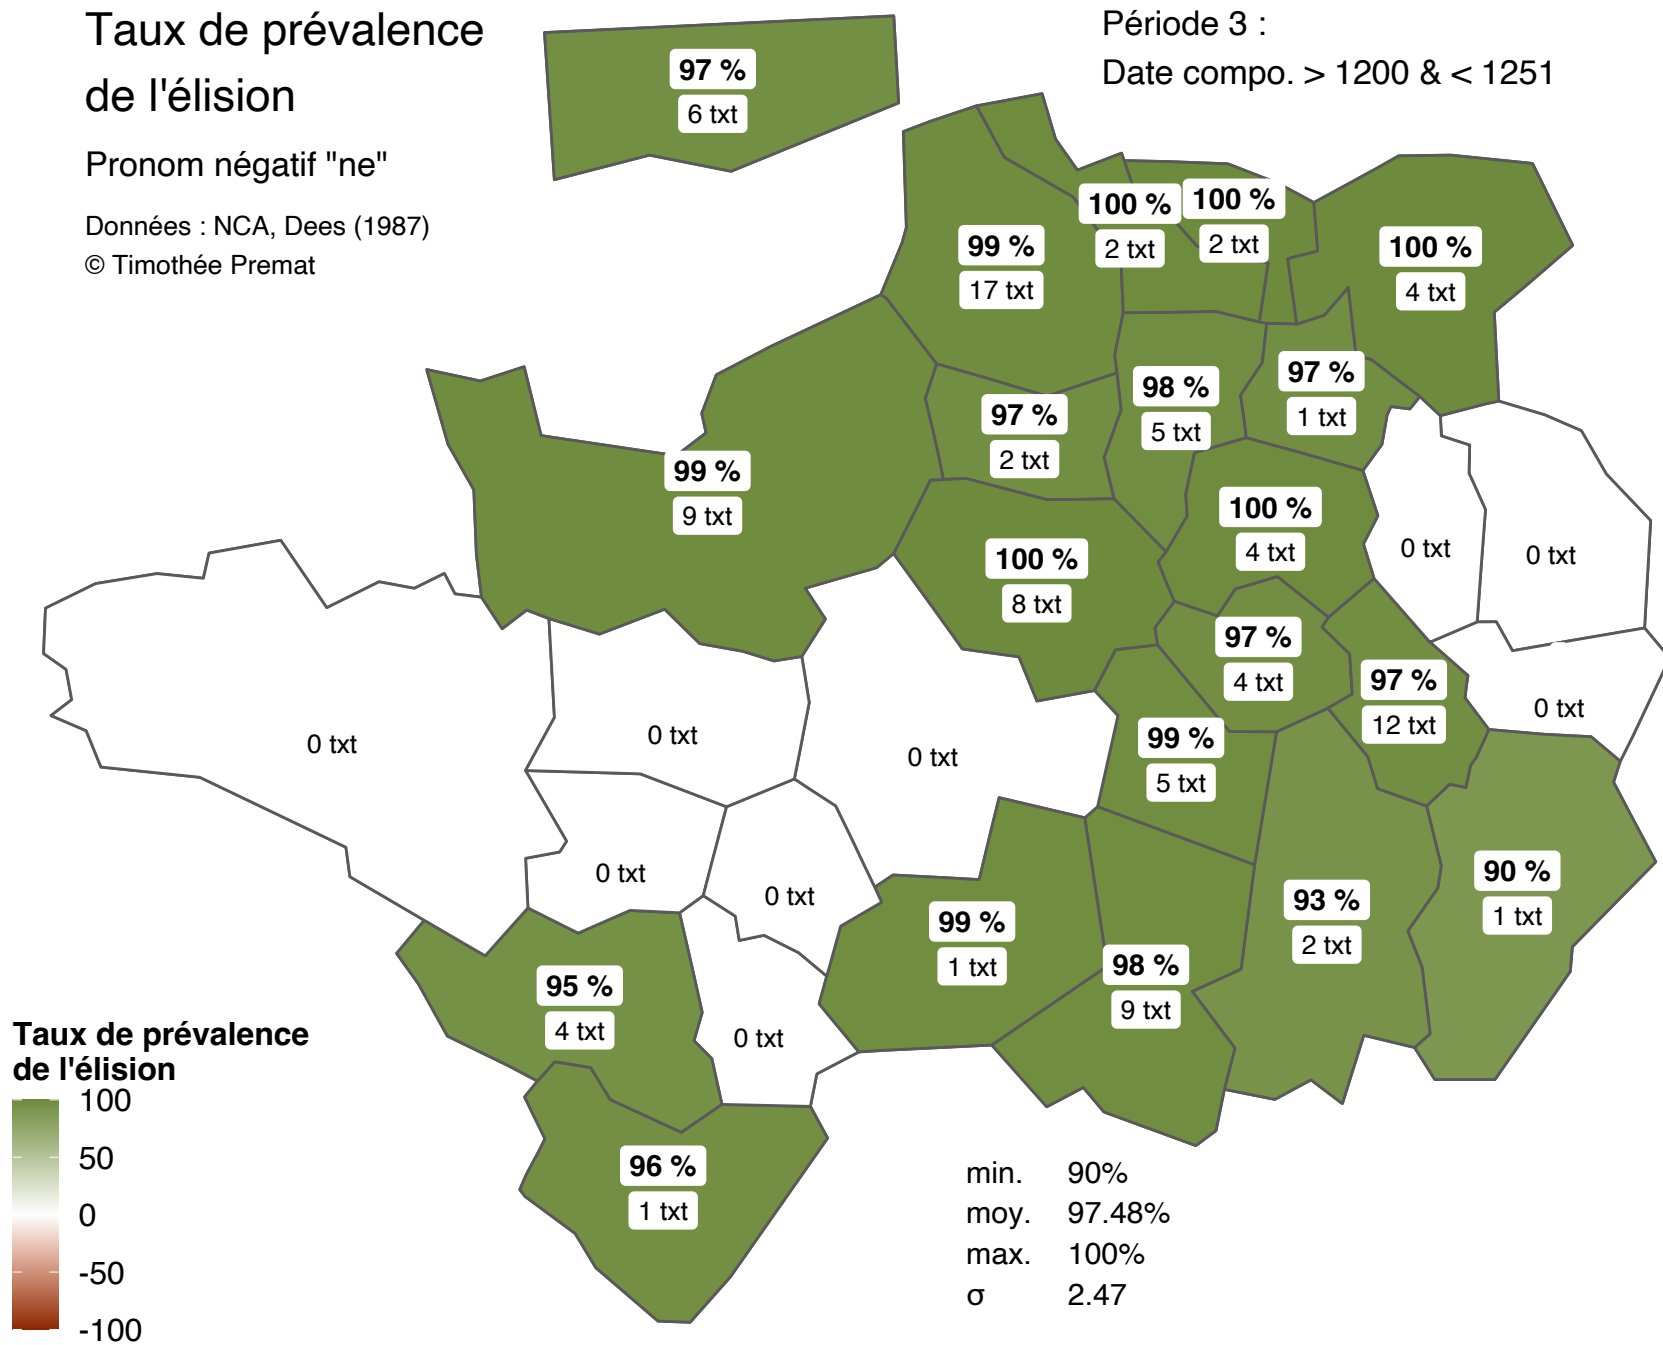 Taux de prévalence
de l'élision
Pronom négatif "ne"
Données : NCA, Dees (1987)
© Timothée Premat
Période 3 :
Date compo. > 1200 & < 1251
97 %
6 txt
100 %
2 txt
100 %
2 txt
99 %
17 txt
100 %
4 txt
97 %
1 txt
98 %
5 txt
97 %
2 txt
99 %
9 txt
100 %
4 txt
0 txt
0 txt
100 %
8 txt
97 %
4 txt
97 %
12 txt
0 txt
0 txt
0 txt
0 txt
99 %
5 txt
0 txt
0 txt
90 %
1 txt
93 %
2 txt
99 %
1 txt
98 %
9 txt
95 %
4 txt
0 txt
96 %
1 txt
Taux de prévalence
de l'élision
100
50
0
-50
-100
min. 90%
moy. 97.48%
max. 100%
σ 2.47